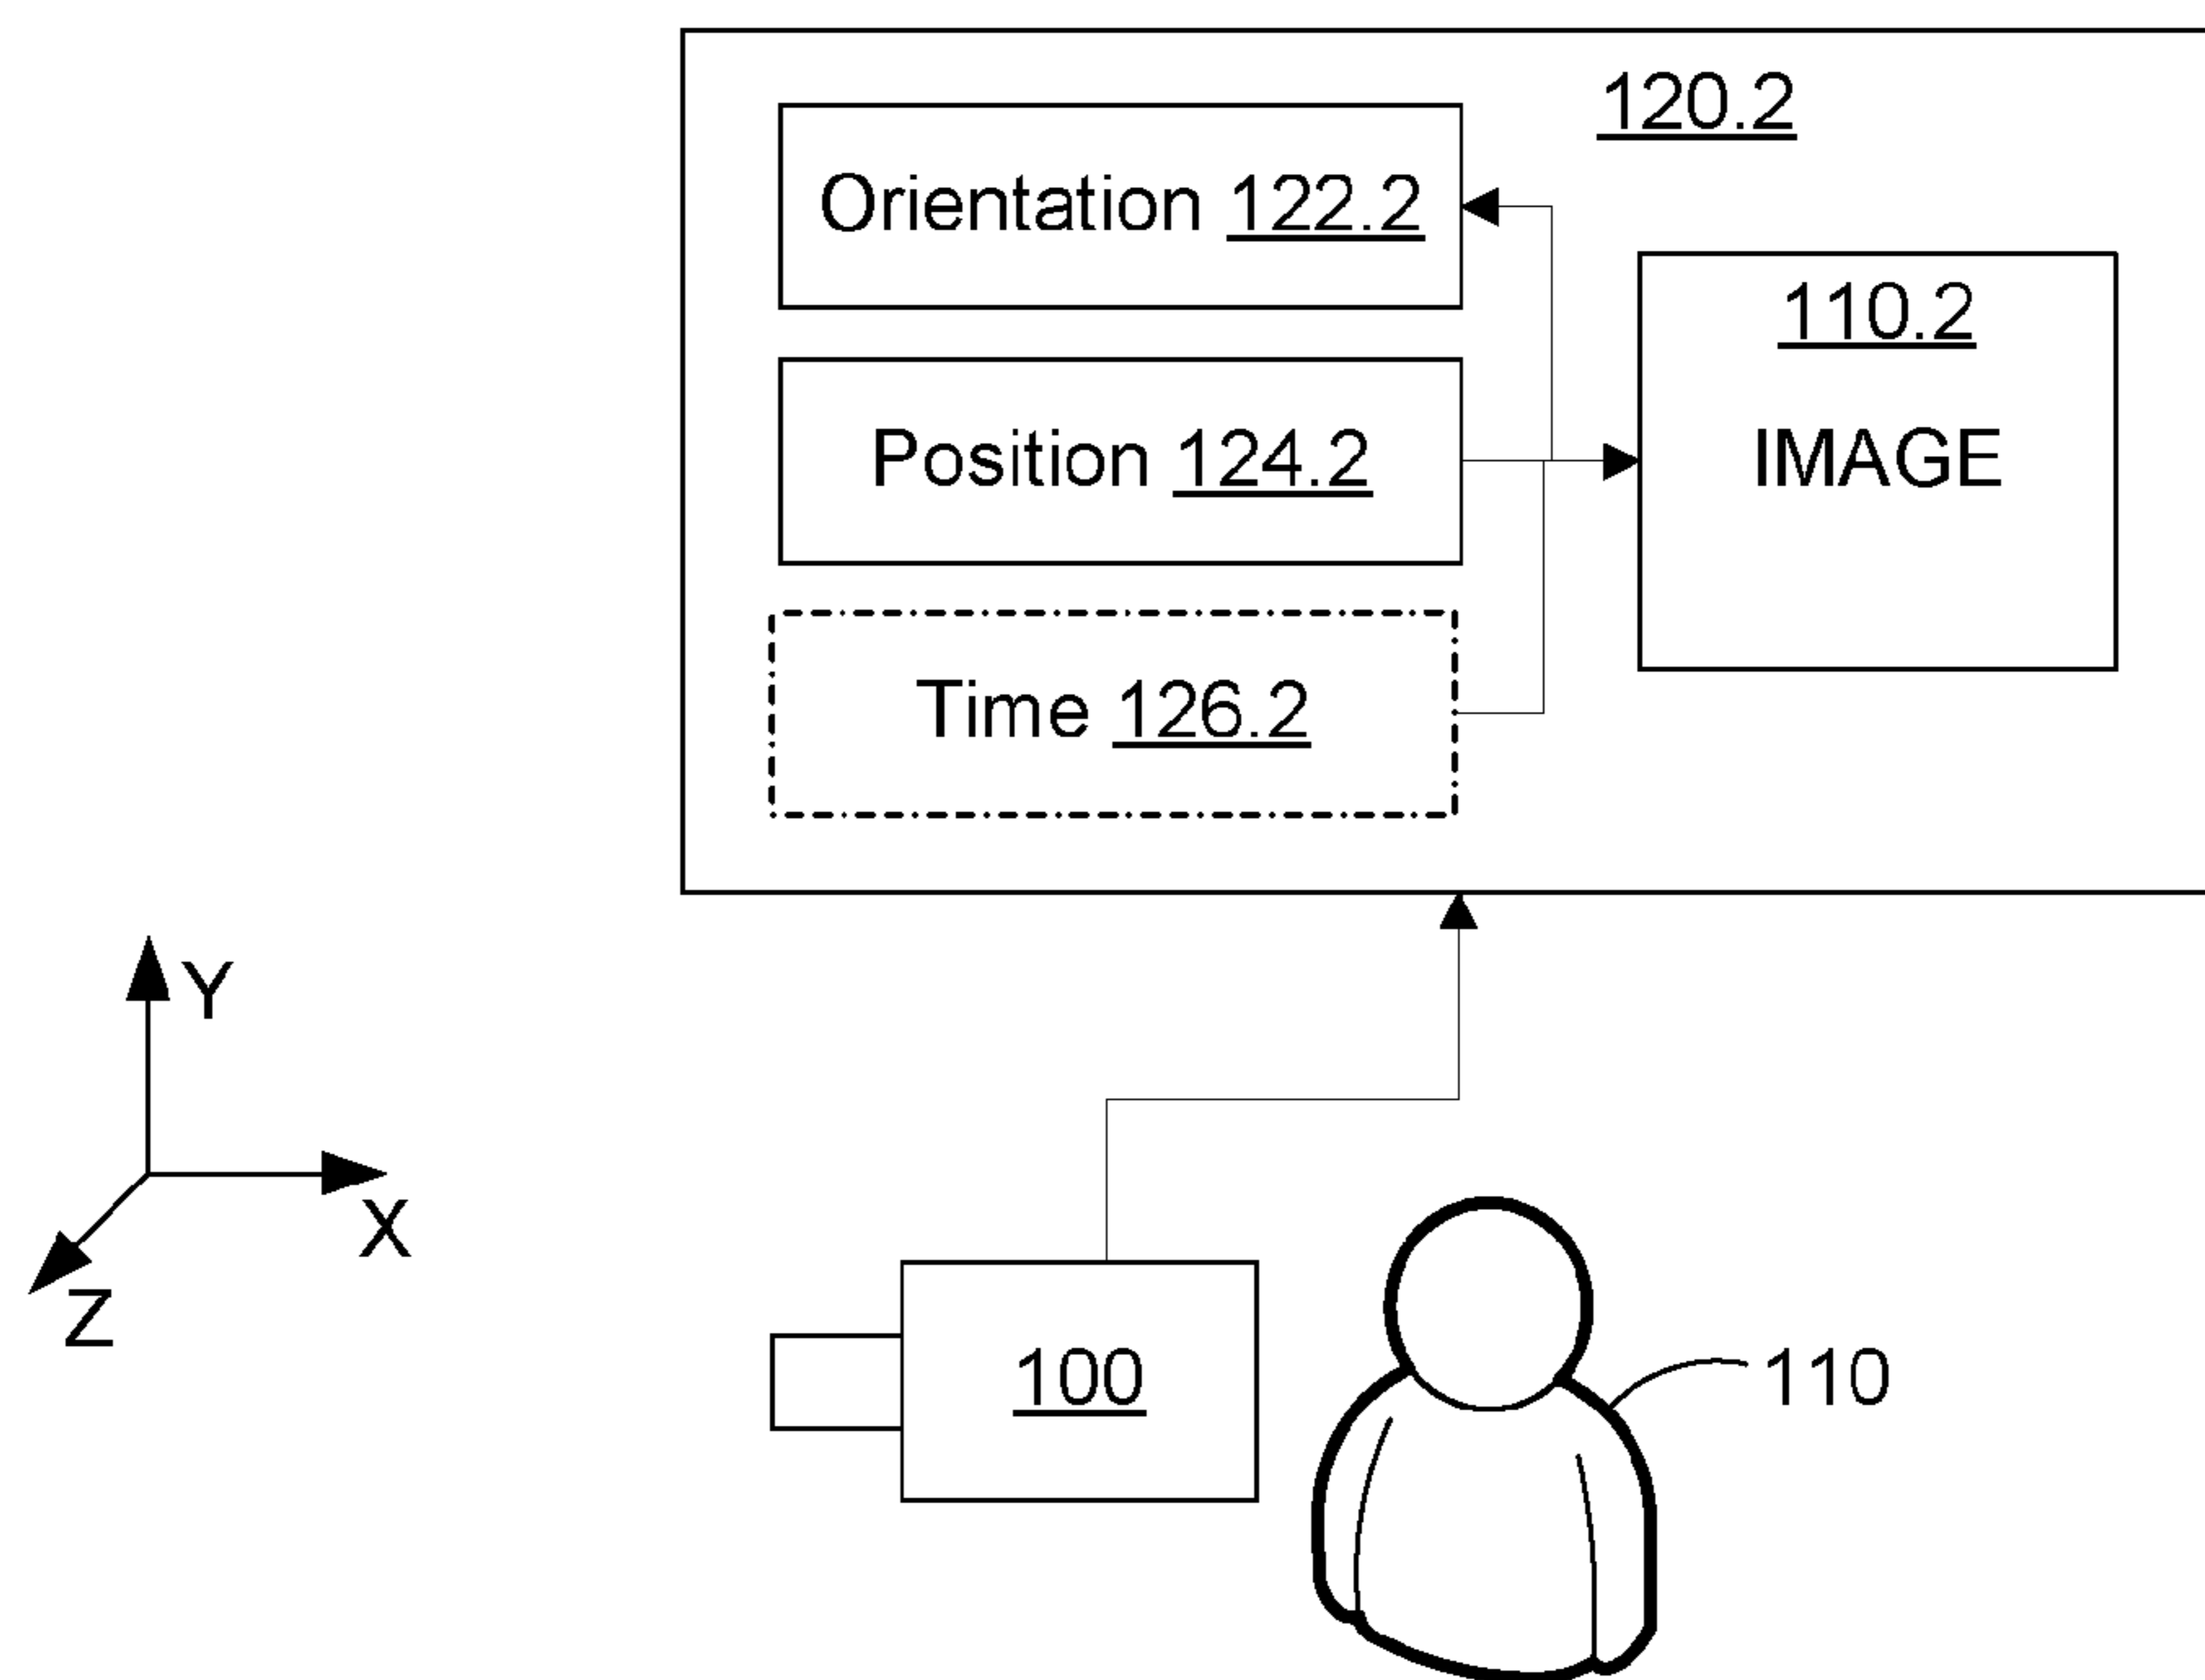 120.2
Orientation 122.2
110.2
IMAGE
Position 124.2
Time 126.2
Y
X
Z
100
110